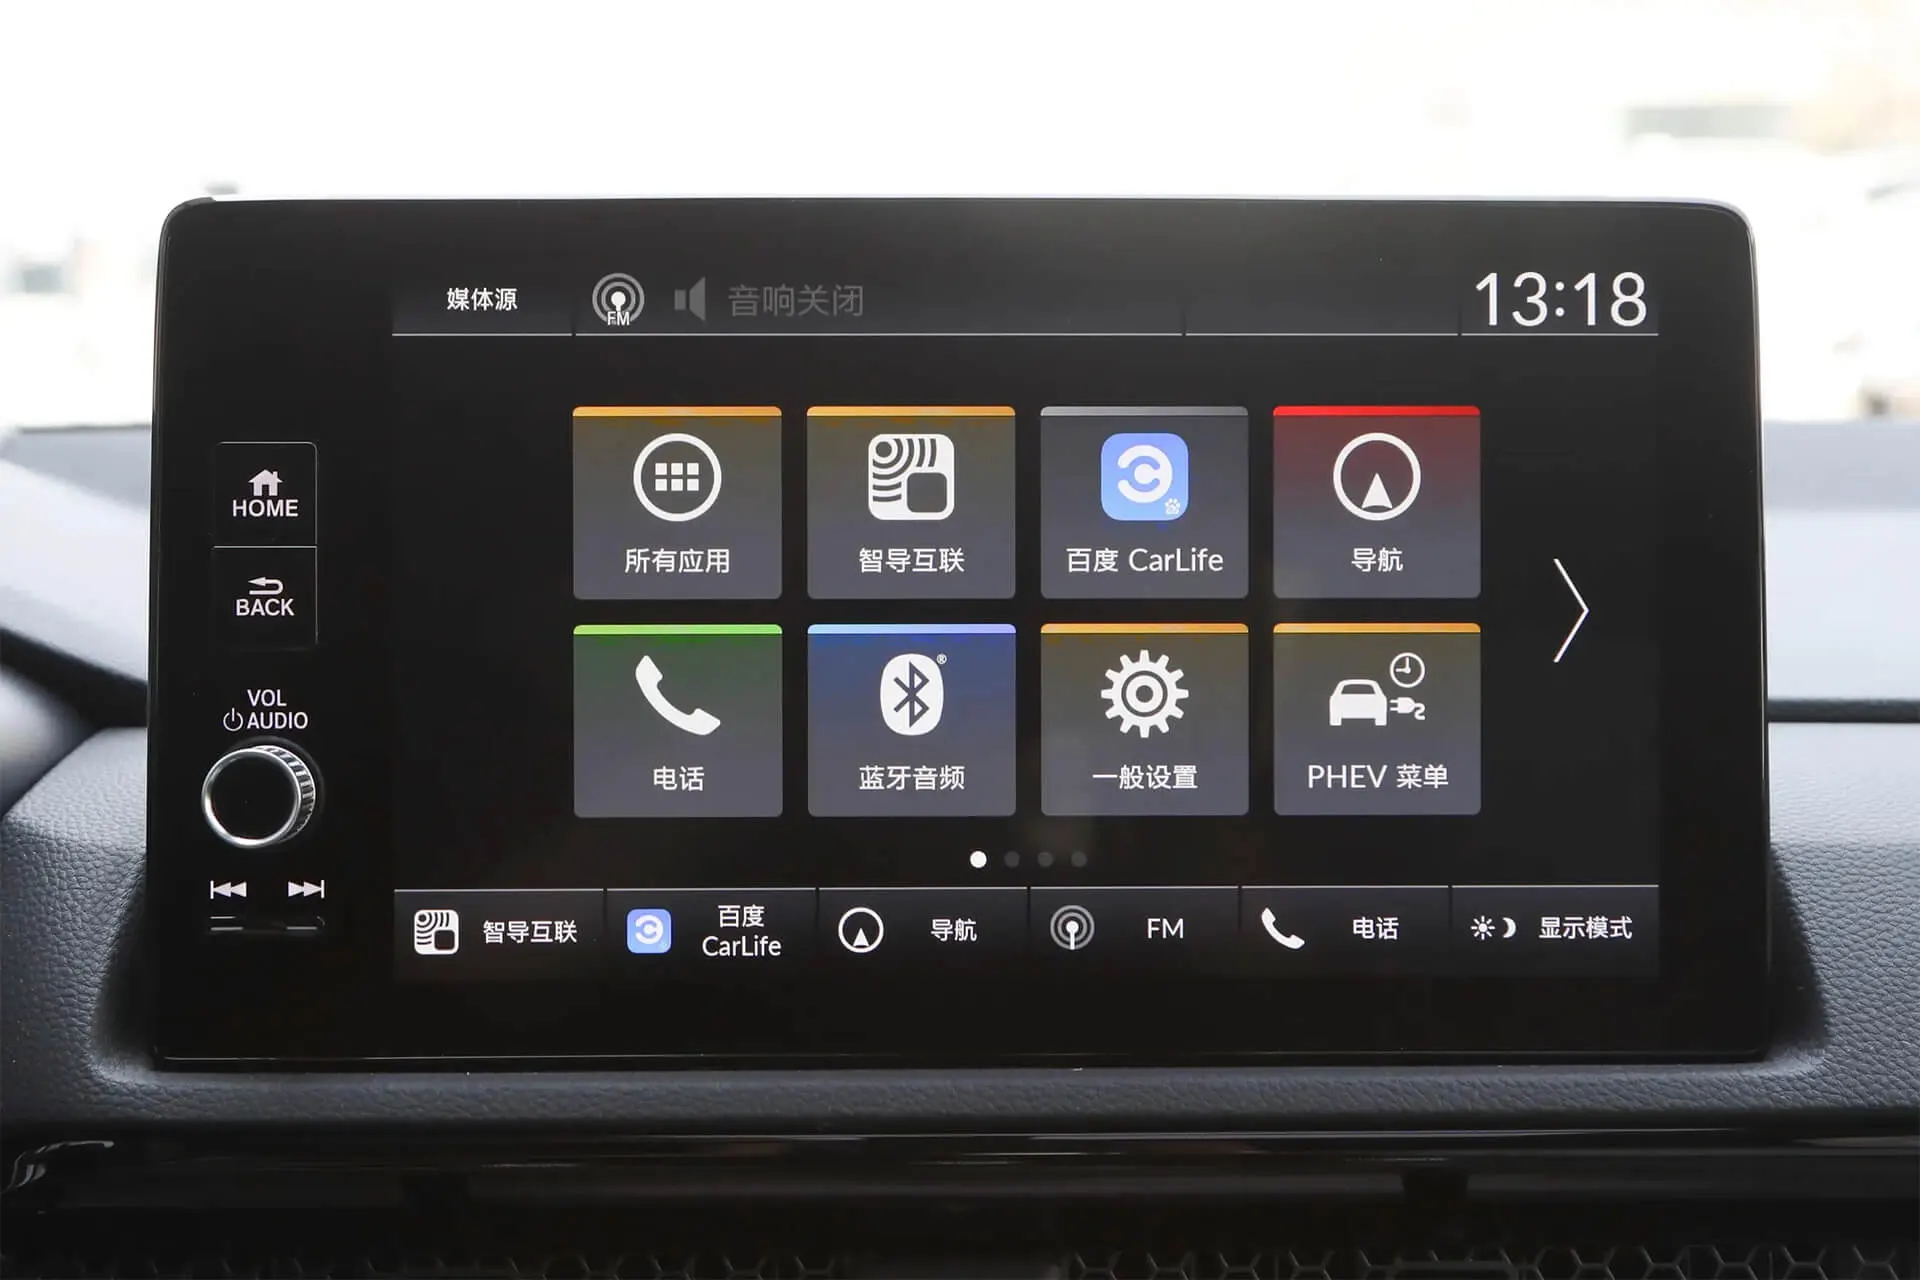 媒体源
FM
音响关闭
13:18
HOME
BACK
VOL
AUDIO
所有应用
智导互联
百度 CarLife
导航
电话
®
蓝牙音频
一般设置
PHEV 菜单
智导互联
百度
CarLife
导航
FM
电话
显示模式